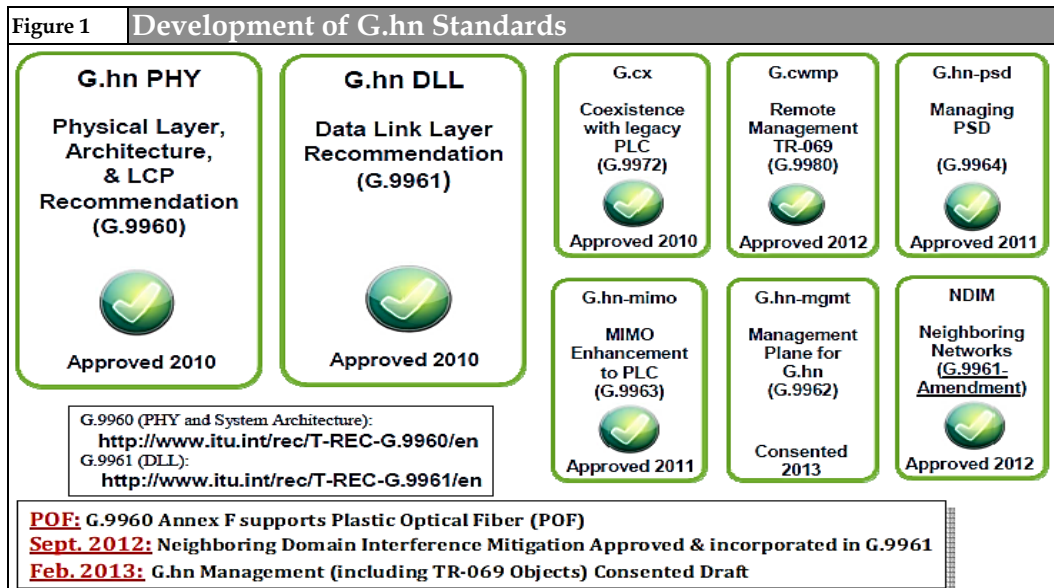 Figure 1
Development of G.hn Standards
G.hn PHY
Physical Layer,
Architecture,
& LCP
Recommendation
(G.9960)
Approved 2010
G.hn DLL
Data Link Layer
Recommendation
(G.9961)
Approved 2010
G.cx
Coexistence
with legacy
PLC
(G.9972)
Approved 2010
G.cwmp
Remote
Management
TR-069
(G.9980)
Approved 2012
G.hn-psd
Managing
PSD
(G.9964)
Approved 2011
G.hn-mimo
MIMO
Enhancement
to PLC
(G.9963)
Approved 2011
G.hn-mgmt
Management
Plane for
G.hn
(G.9962)
Consented
2013
NDIM
Neighboring
Networks
(G.9961-
Amendment)
Approved 2012
G.9960 (PHY and System Architecture):
http://www.itu.int/rec/T-REC-G.9960/en
G.9961 (DLL):
http://www.itu.int/rec/T-REC-G.9961/en
POF: G.9960 Annex F supports Plastic Optical Fiber (POF)
Sept. 2012: Neighboring Domain Interference Mitigation Approved & incorporated in G.9961
Feb. 2013: G.hn Management (including TR-069 Objects) Consented Draft